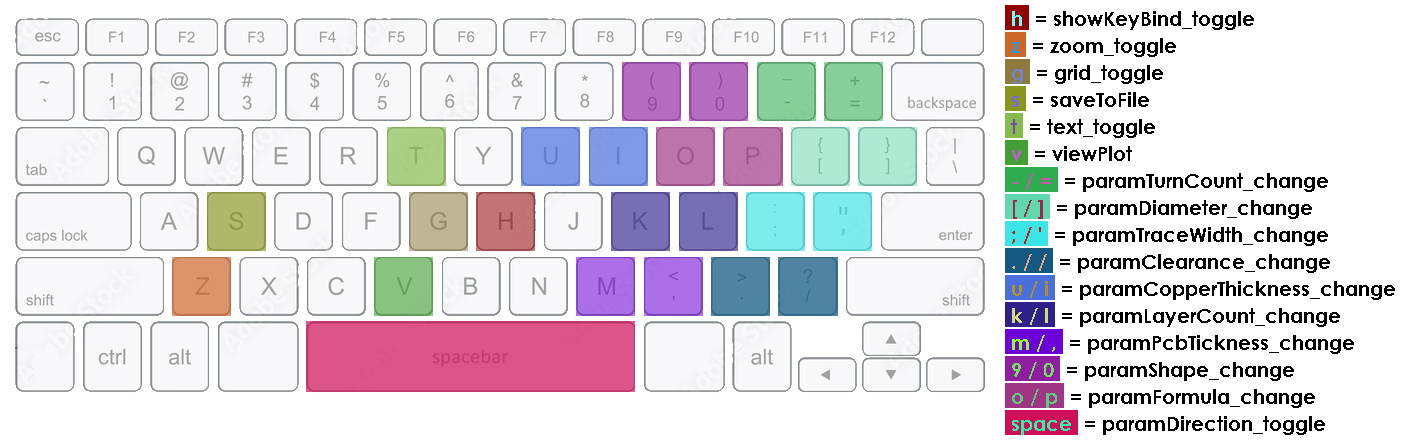 esc F1 F2 F3 F4 F5 F6 F7 F8 F9 F10 F11 F12
~ ! @ # $ % ^ & * ( ) _ +
` 1 2 3 4 5 6 7 8 9 0 - = backspace
tab Q W E R T Y U I O P { } |
[ ] \
caps lock A S D F G H J K L : " enter
; '
shift Z X C V B N M < > ? shift
, . /
ctrl alt spacebar alt
h = showKeyBind_toggle
z = zoom_toggle
g = grid_toggle
s = saveToFile
t = text_toggle
v = viewPlot
- / = = paramTurnCount_change
[ / ] = paramDiameter_change
; / ' = paramTraceWidth_change
. / / = paramClearance_change
u / i = paramCopperThickness_change
k / l = paramLayerCount_change
m / , = paramPcbTickness_change
9 / 0 = paramShape_change
o / p = paramFormula_change
space = paramDirection_toggle